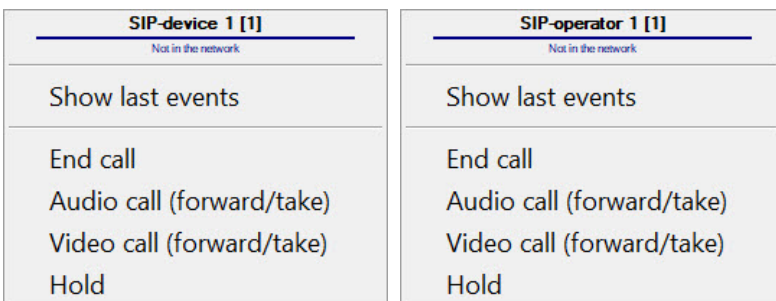 SIP-device 1 [1]
Not in the network
Show last events
End call
Audio call (forward/take)
Video call (forward/take)
Hold
SIP-operator 1 [1]
Not in the network
Show last events
End call
Audio call (forward/take)
Video call (forward/take)
Hold